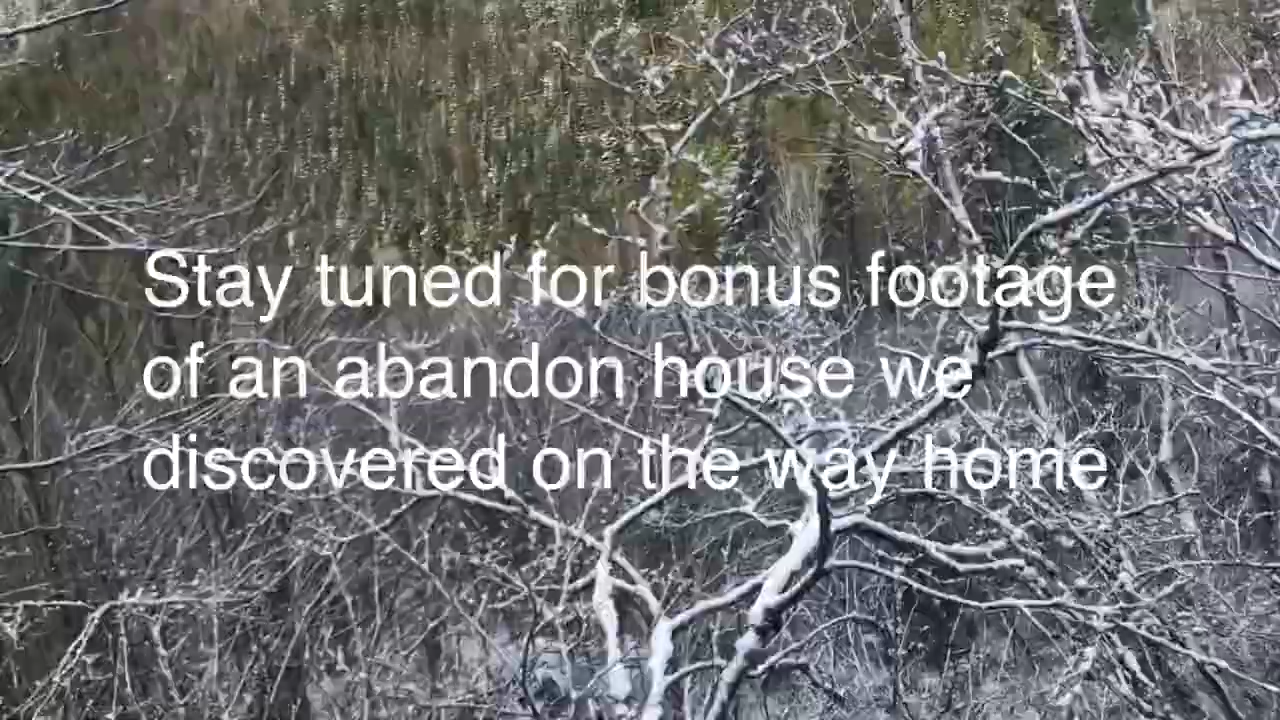 Stay tuned for bonus footage
of an abandon house we
discovered on the way home